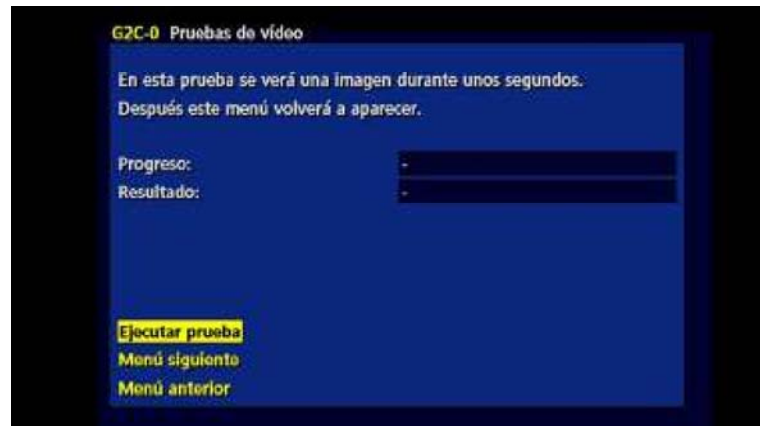 G2C-0 Pruebas de vídeo
En esta prueba se verá una imagen durante unos segundos.
Después este menú volverá a aparecer.
Progreso: -
Resultado: -
Ejecutar prueba
Menú siguiente
Menú anterior